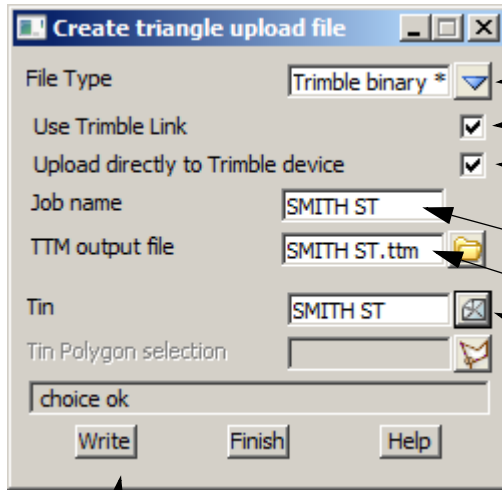 Create triangle upload file
File Type Trimble binary *
Use Trimble Link
Upload directly to Trimble device
Job name SMITH ST
TTM output file SMITH ST.ttm
Tin SMITH ST
Tin Polygon selection
choice ok
Write Finish Help